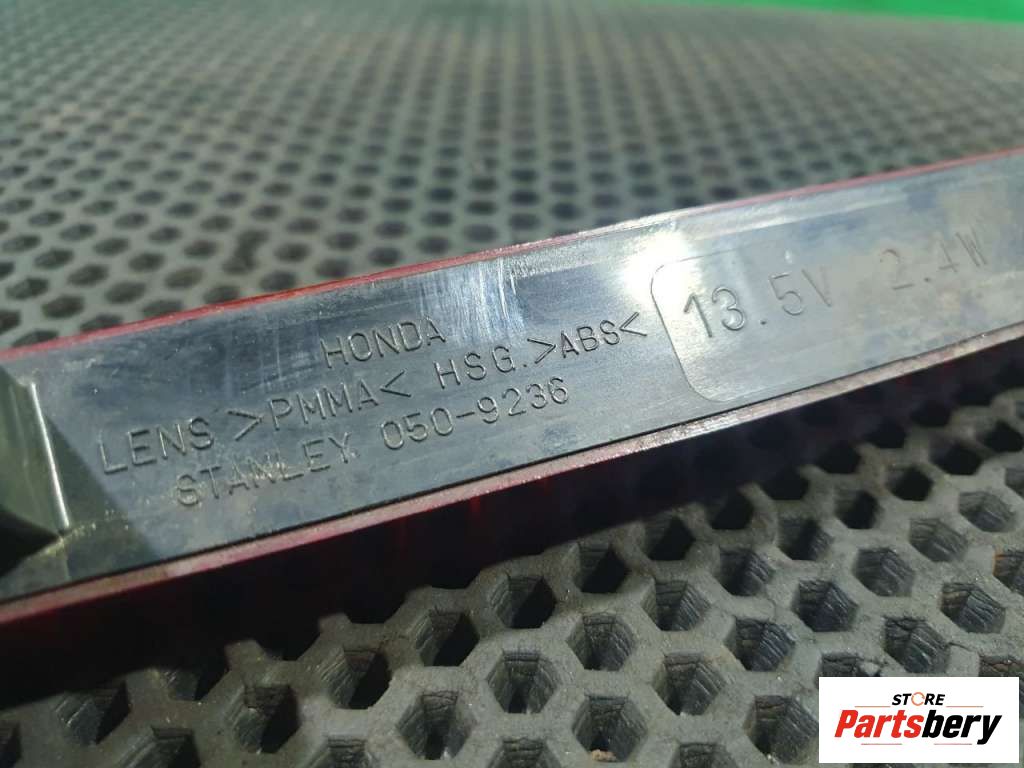 HONDA
LENS >PMMA< HSG. >ABS<
STANLEY 050-9236
13.5V 2.4W
STORE
Partsbery